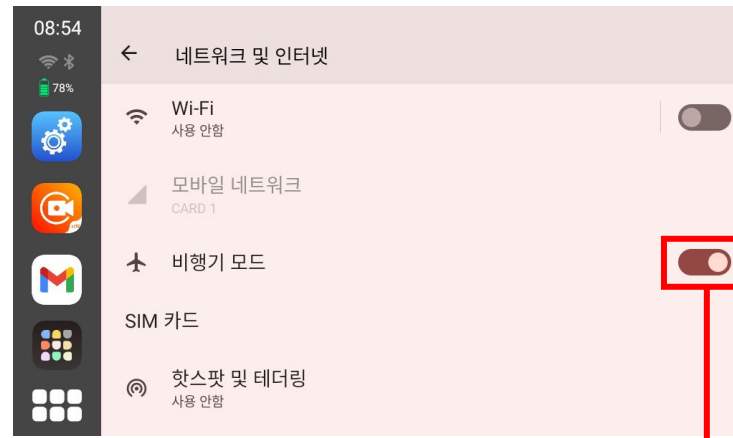 08:54
78%
네트워크 및 인터넷
Wi-Fi
사용 안함
모바일 네트워크
CARD 1
비행기 모드
SIM 카드
핫스팟 및 테더링
사용 안함